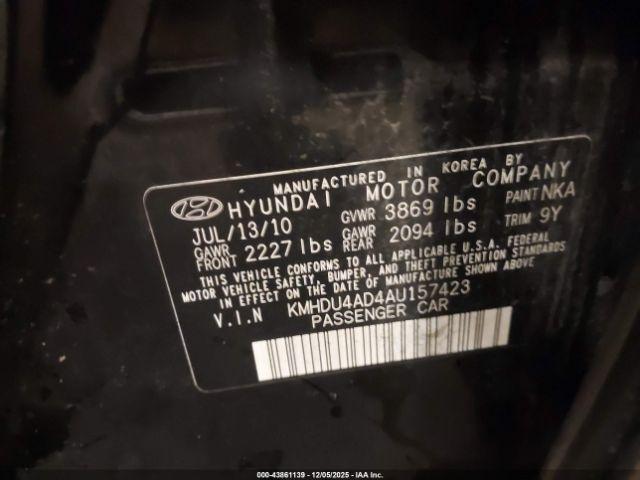 MANUFACTURED IN KOREA BY
HYUNDAI MOTOR COMPANY
JUL/13/10 GVWR 3869 lbs PAINT NKA
GAWR FRONT 2227 lbs GAWR REAR 2094 lbs TRIM 9Y
THIS VEHICLE CONFORMS TO ALL APPLICABLE U.S.A. FEDERAL
MOTOR VEHICLE SAFETY, BUMPER, AND THEFT PREVENTION STANDARDS
IN EFFECT ON THE DATE OF MANUFACTURE SHOWN ABOVE.
V.I.N KMHDU4AD4AU157423
PASSENGER CAR
000-43861139 - 12/05/2025 - IAA Inc.